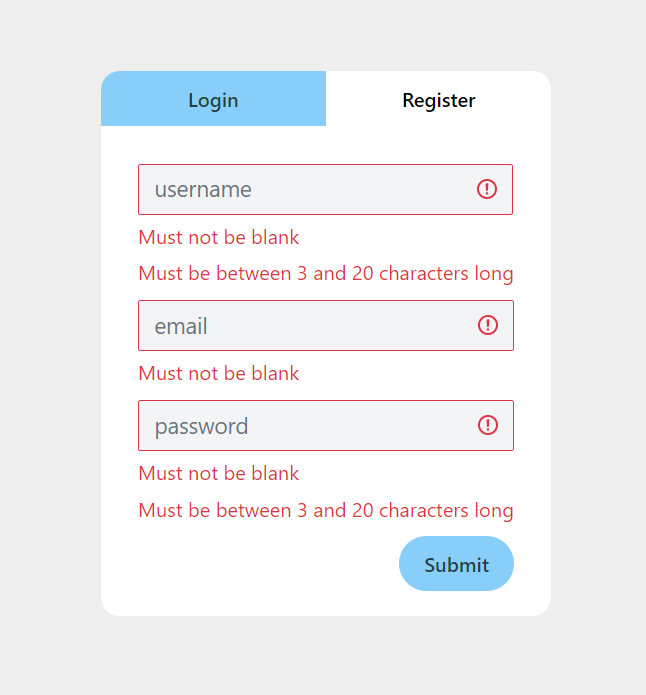 Login Register
username
Must not be blank
Must be between 3 and 20 characters long
email
Must not be blank
password
Must not be blank
Must be between 3 and 20 characters long
Submit